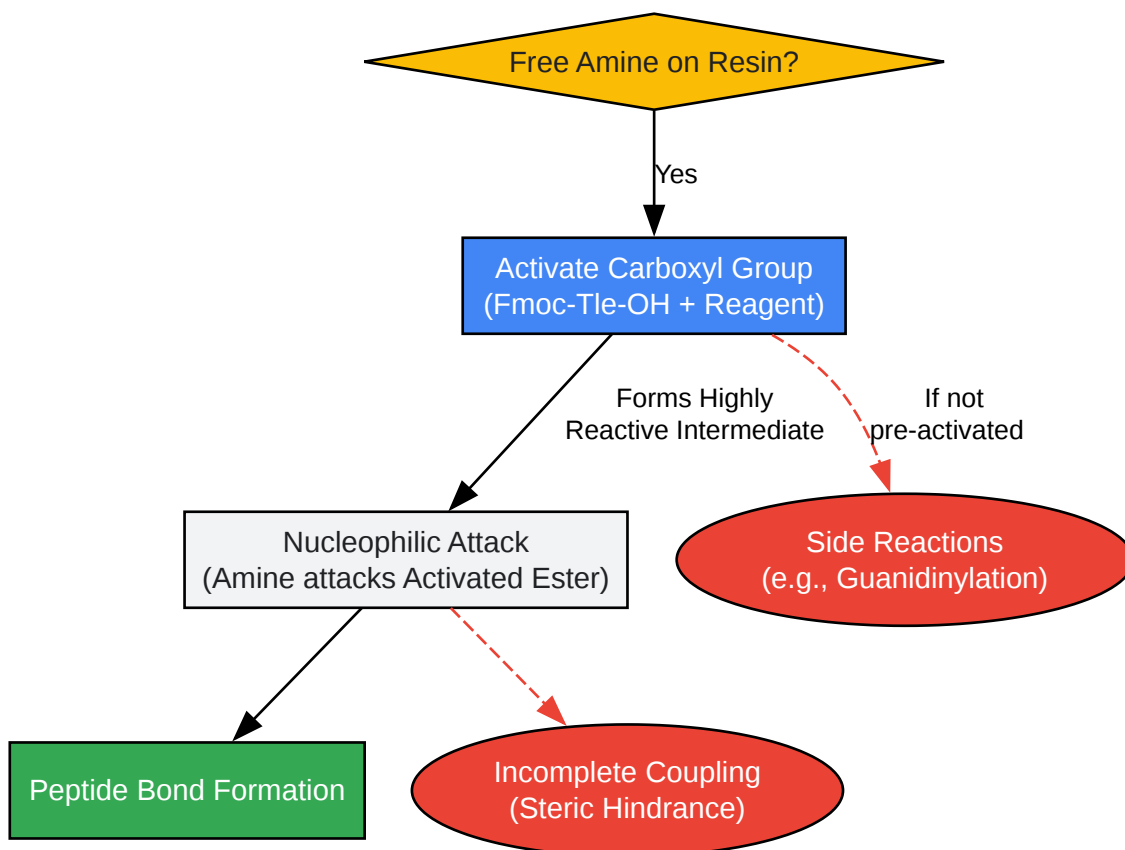 Free Amine on Resin?
Yes
Activate Carboxyl Group
(Fmoc-Tle-OH + Reagent)
Forms Highly
Reactive Intermediate
If not
pre-activated
Nucleophilic Attack
(Amine attacks Activated Ester)
Side Reactions
(e.g., Guanidinylation)
Peptide Bond Formation
Incomplete Coupling
(Steric Hindrance)